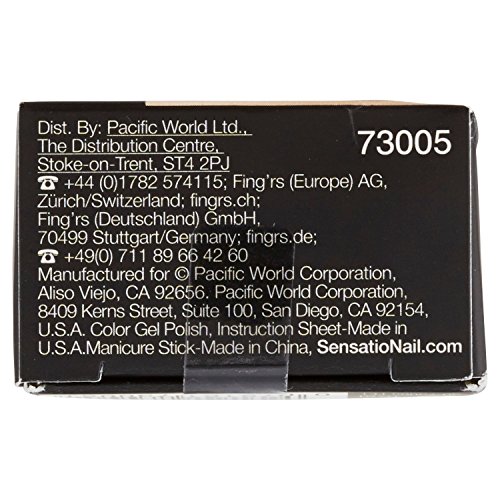 Dist. By: Pacific World Ltd.,
The Distribution Centre,
Stoke-on-Trent, ST4 2PJ
73005
☎ +44 (0)1782 574115; Fing'rs (Europe) AG,
Zürich/Switzerland; fingrs.ch;
Fing'rs (Deutschland) GmbH,
70499 Stuttgart/Germany; fingrs.de;
☎ +49(0) 711 89 66 42 60
Manufactured for © Pacific World Corporation,
Aliso Viejo, CA 92656. Pacific World Corporation,
8409 Kerns Street, Suite 100, San Diego, CA 92154,
U.S.A. Color Gel Polish, Instruction Sheet-Made in
U.S.A.Manicure Stick-Made in China, SensatioNail.com